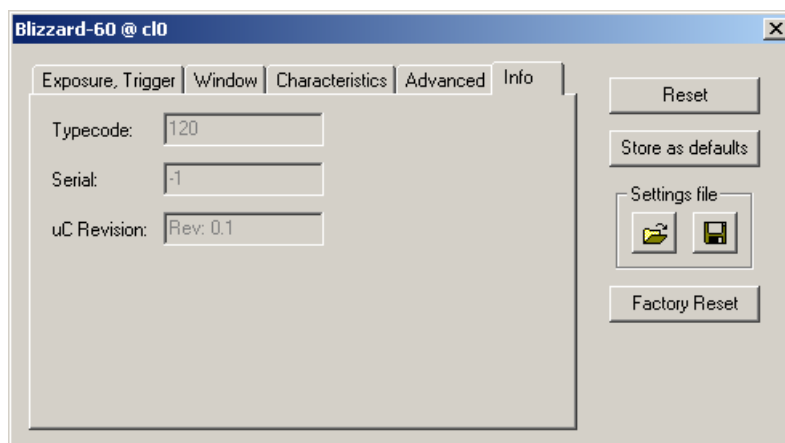 Blizzard-60 @ cl0
Exposure, Trigger Window Characteristics Advanced Info
Typecode: 120
Serial: -1
uC Revision: Rev: 0.1
Reset
Store as defaults
Settings file
Factory Reset